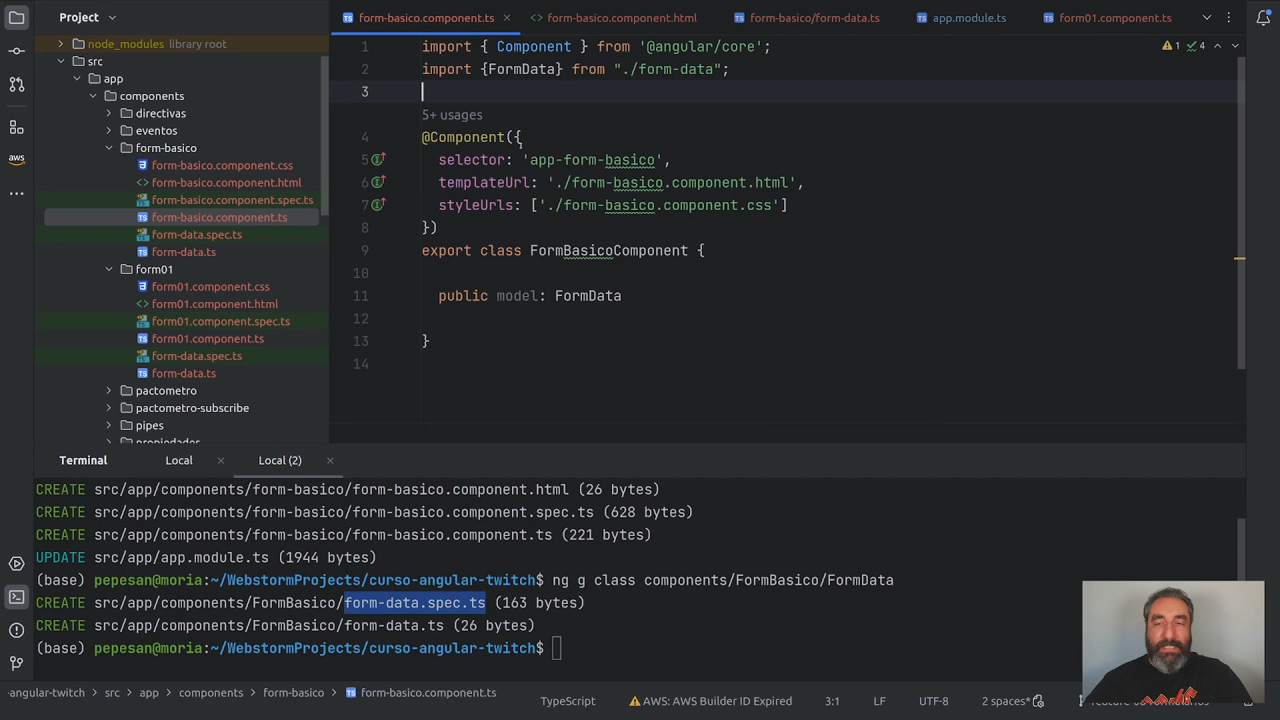 Project
form-basico.component.ts
form-basico.component.html
form-basico/form-data.ts
app.module.ts
form01.component.ts
node_modules library root
src
app
components
directivas
eventos
form-basico
form-basico.component.css
form-basico.component.html
form-basico.component.spec.ts
form-basico.component.ts
form-data.spec.ts
form-data.ts
form01
form01.component.css
form01.component.html
form01.component.spec.ts
form01.component.ts
form-data.spec.ts
form-data.ts
pactometro
pactometro-subscribe
pipes
propiedades
aws
1 import { Component } from '@angular/core';
2 import {FormData} from "./form-data";
3
5+ usages
4 @Component({
5 selector: 'app-form-basico',
6 templateUrl: './form-basico.component.html',
7 styleUrls: ['./form-basico.component.css']
8 })
9 export class FormBasicoComponent {
10
11 public model: FormData
12
13 }
14
1 4
Terminal
Local
Local (2)
CREATE src/app/components/form-basico/form-basico.component.html (26 bytes)
CREATE src/app/components/form-basico/form-basico.component.spec.ts (628 bytes)
CREATE src/app/components/form-basico/form-basico.component.ts (221 bytes)
UPDATE src/app/app.module.ts (1944 bytes)
(base) pepesan@moria:~/WebstormProjects/curso-angular-twitch$ ng g class components/FormBasico/FormData
CREATE src/app/components/FormBasico/form-data.spec.ts (163 bytes)
CREATE src/app/components/FormBasico/form-data.ts (26 bytes)
(base) pepesan@moria:~/WebstormProjects/curso-angular-twitch$
-angular-twitch > src > app > components > form-basico > form-basico.component.ts
TypeScript
AWS: AWS Builder ID Expired
3:1
LF
UTF-8
2 spaces*